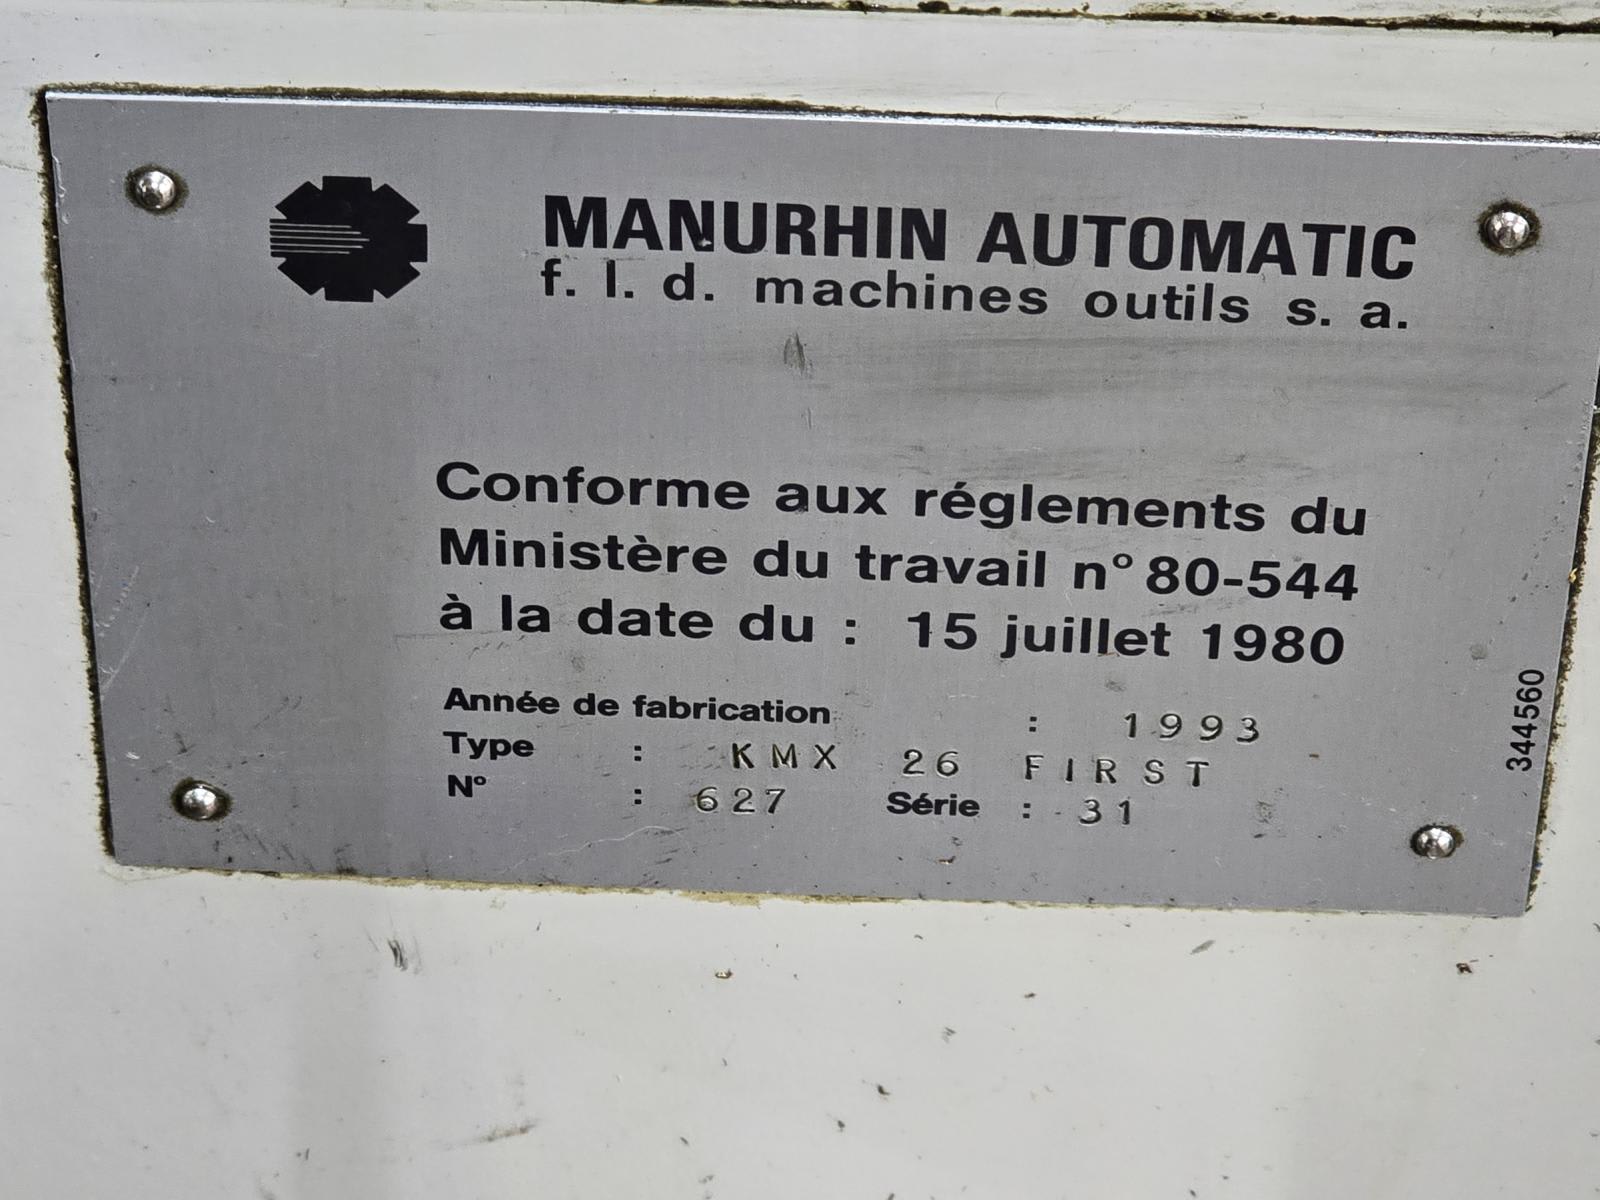 MANURHIN AUTOMATIC
f. l. d. machines outils s. a.
Conforme aux réglements du
Ministère du travail n° 80-544
à la date du : 15 juillet 1980
Année de fabrication : 1993
Type : KMX 26 FIRST
N° : 627 Série : 31
344560